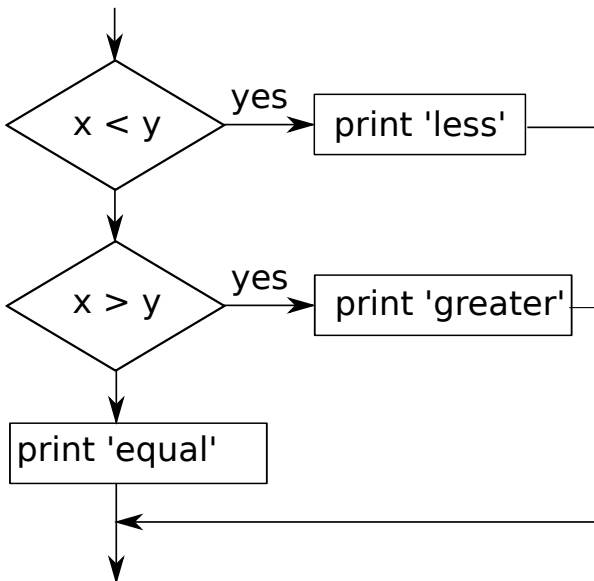 yes
x < y
print 'less'
yes
x > y
print 'greater'
print 'equal'